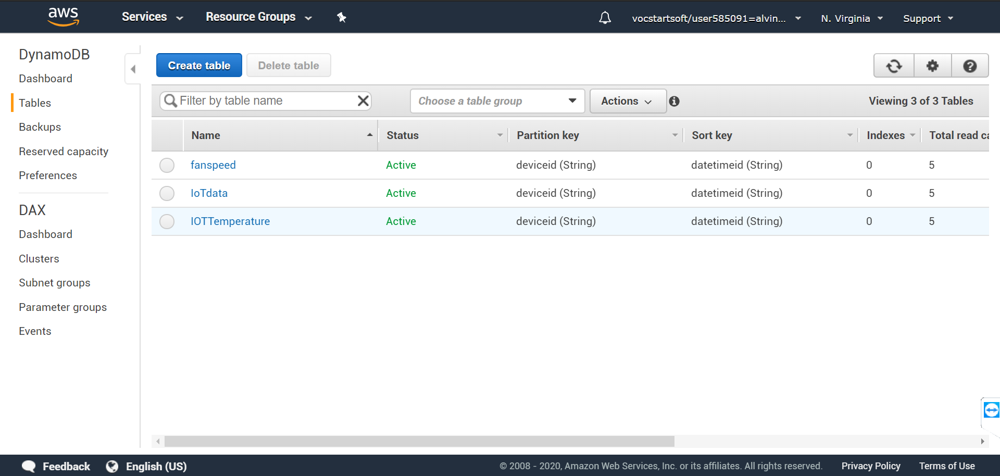 aws Services Resource Groups vocstartsoft/user585091=alvin... N. Virginia Support
DynamoDB
Dashboard
Tables
Backups
Reserved capacity
Preferences
DAX
Dashboard
Clusters
Subnet groups
Parameter groups
Events
Create table Delete table
Filter by table name Choose a table group Actions Viewing 3 of 3 Tables
Name Status Partition key Sort key Indexes Total read ca
fanspeed Active deviceid (String) datetimeid (String) 0 5
IoTdata Active deviceid (String) datetimeid (String) 0 5
IOTTemperature Active deviceid (String) datetimeid (String) 0 5
Feedback English (US) © 2008 - 2020, Amazon Web Services, Inc. or its affiliates. All rights reserved. Privacy Policy Terms of Use